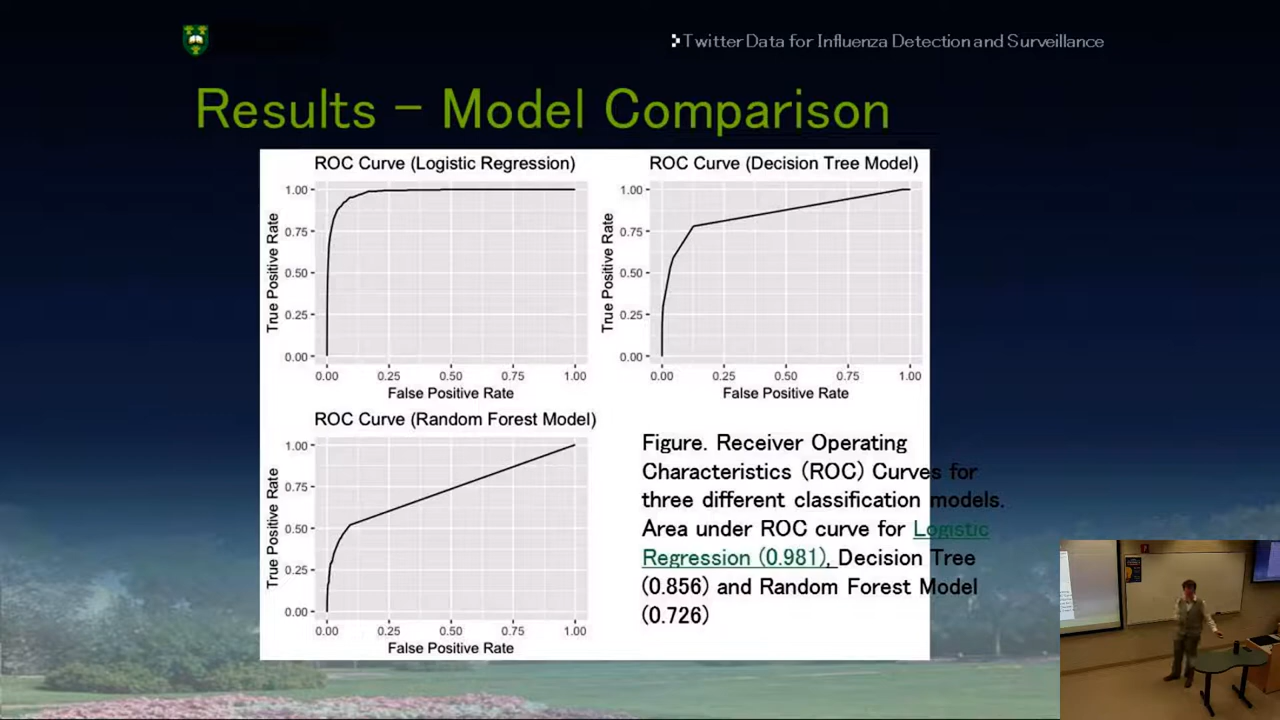 Twitter Data for Influenza Detection and Surveillance
Results - Model Comparison
ROC Curve (Logistic Regression)
True Positive Rate
1.00
0.75
0.50
0.25
0.00
0.00 0.25 0.50 0.75 1.00
False Positive Rate
ROC Curve (Decision Tree Model)
True Positive Rate
1.00
0.75
0.50
0.25
0.00
0.00 0.25 0.50 0.75 1.00
False Positive Rate
ROC Curve (Random Forest Model)
True Positive Rate
1.00
0.75
0.50
0.25
0.00
0.00 0.25 0.50 0.75 1.00
False Positive Rate
Figure. Receiver Operating
Characteristics (ROC) Curves for
three different classification models.
Area under ROC curve for Logistic
Regression (0.981), Decision Tree
(0.856) and Random Forest Model
(0.726)